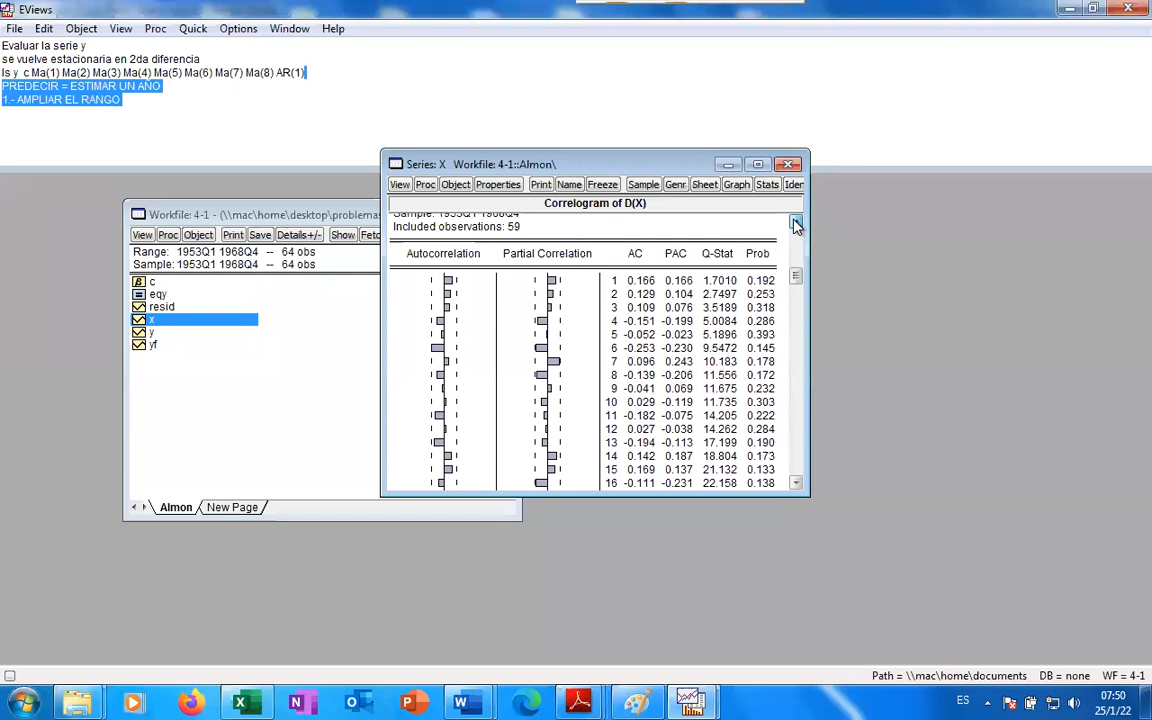 EViews
File Edit Object View Proc Quick Options Window Help
Evaluar la serie y
se vuelve estacionaria en 2da diferencia
ls y c Ma(1) Ma(2) Ma(3) Ma(4) Ma(5) Ma(6) Ma(7) Ma(8) AR(1)
PREDECIR = ESTIMAR UN AÑO
1.- AMPLIAR EL RANGO
Series: X Workfile: 4-1::Almon\
View Proc Object Properties Print Name Freeze Sample Genr Sheet Graph Stats Iden
Correlogram of D(X)
Sample: 1953Q1 1968Q4
Included observations: 59
Autocorrelation Partial Correlation AC PAC Q-Stat Prob
1 0.166 0.166 1.7010 0.192
2 0.129 0.104 2.7497 0.253
3 0.109 0.076 3.5189 0.318
4 -0.151 -0.199 5.0084 0.286
5 -0.052 -0.023 5.1896 0.393
6 -0.253 -0.230 9.5472 0.145
7 0.096 0.243 10.183 0.178
8 -0.139 -0.206 11.556 0.172
9 -0.041 0.069 11.675 0.232
10 0.029 -0.119 11.735 0.303
11 -0.182 -0.075 14.205 0.222
12 0.027 -0.038 14.262 0.284
13 -0.194 -0.113 17.199 0.190
14 0.142 0.187 18.804 0.173
15 0.169 0.137 21.132 0.133
16 -0.111 -0.231 22.158 0.138
Workfile: 4-1 - (\\mac\home\desktop\problemas
View Proc Object Print Save Details+/- Show Fetc
Range: 1953Q1 1968Q4 -- 64 obs
Sample: 1953Q1 1968Q4 -- 64 obs
c
eqy
resid
x
y
yf
Almon New Page
Path = \\mac\home\documents DB = none WF = 4-1
ES
07:50
25/1/22